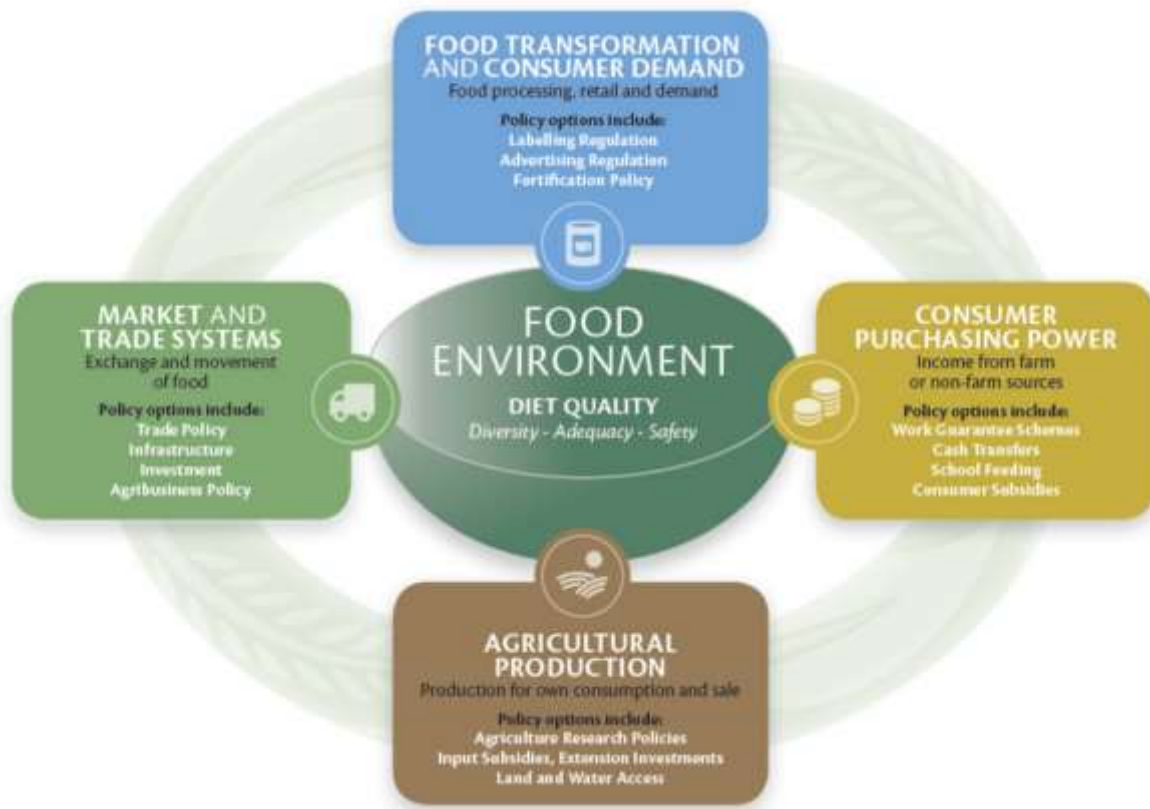 FOOD TRANSFORMATION
AND CONSUMER DEMAND
Food processing, retail and demand
Policy options include:
Labelling Regulation
Advertising Regulation
Fortification Policy
MARKET AND
TRADE SYSTEMS
Exchange and movement
of food
Policy options include:
Trade Policy
Infrastructure
Investment
Agribusiness Policy
FOOD
ENVIRONMENT
DIET QUALITY
Diversity - Adequacy - Safety
CONSUMER
PURCHASING POWER
Income from farm
or non-farm sources
Policy options include:
Work Guarantee Schemes
Cash Transfers
School Feeding
Consumer Subsidies
AGRICULTURAL
PRODUCTION
Production for own consumption and sale
Policy options include:
Agriculture Research Policies
Input Subsidies, Extension Investments
Land and Water Access